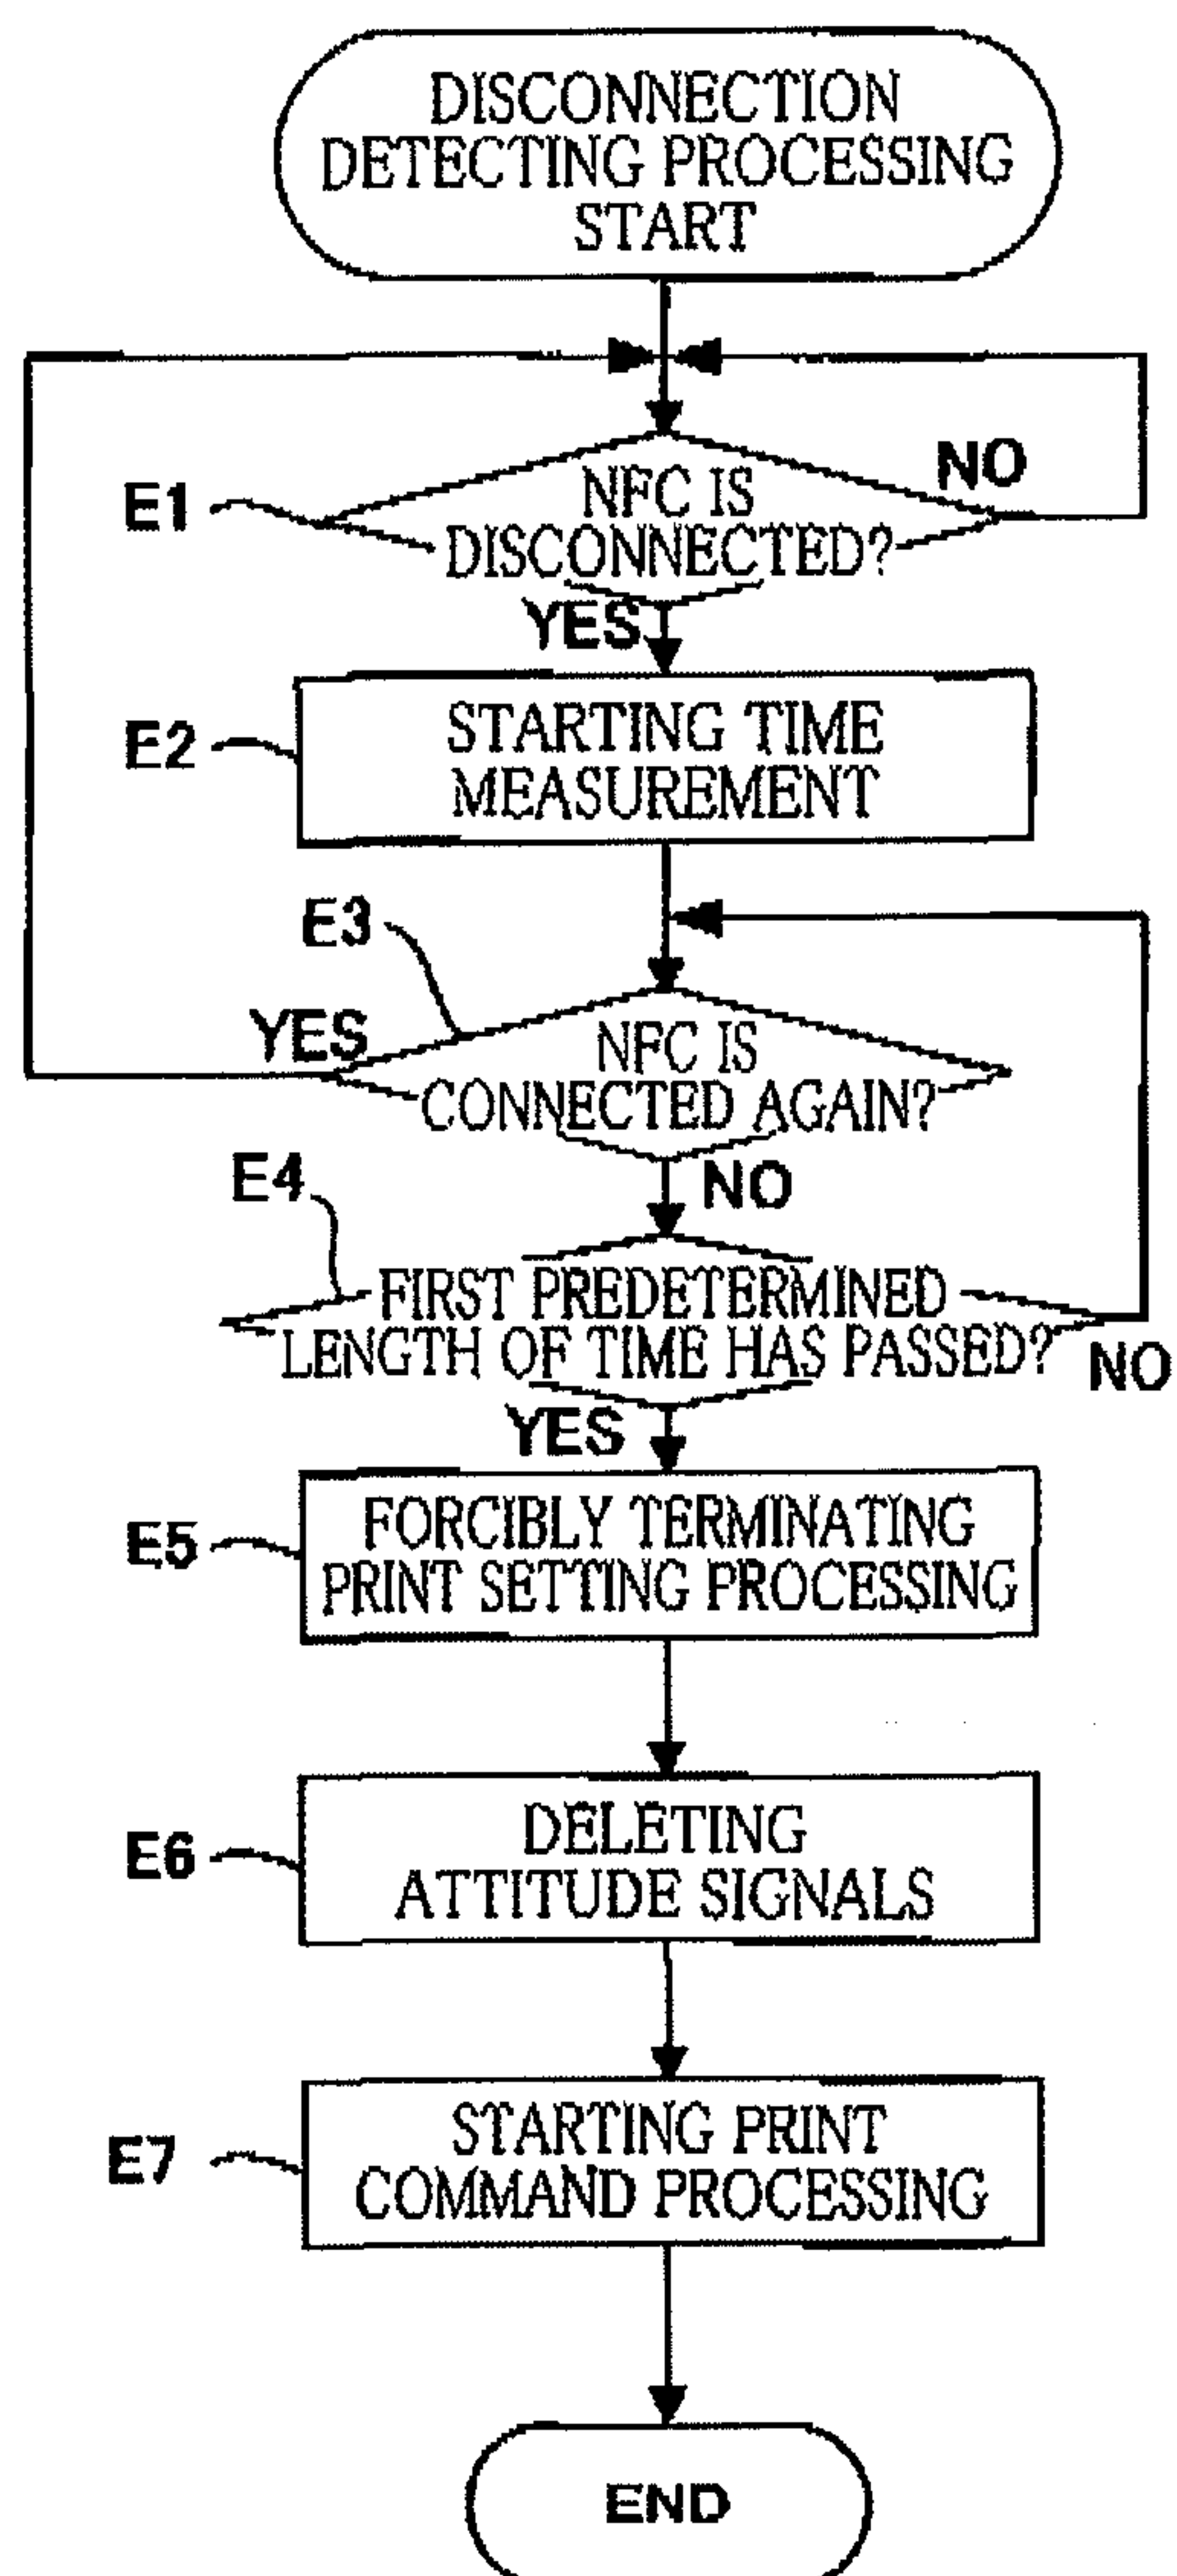 DISCONNECTION
DETECTING PROCESSING
START
NO
E1
NFC IS
DISCONNECTED?
YES
E2
STARTING TIME
MEASUREMENT
E3
YES
NFC IS
CONNECTED AGAIN?
NO
E4
FIRST PREDETERMINED
LENGTH OF TIME HAS PASSED?
NO
YES
E5
FORCIBLY TERMINATING
PRINT SETTING PROCESSING
E6
DELETING
ATTITUDE SIGNALS
E7
STARTING PRINT
COMMAND PROCESSING
END